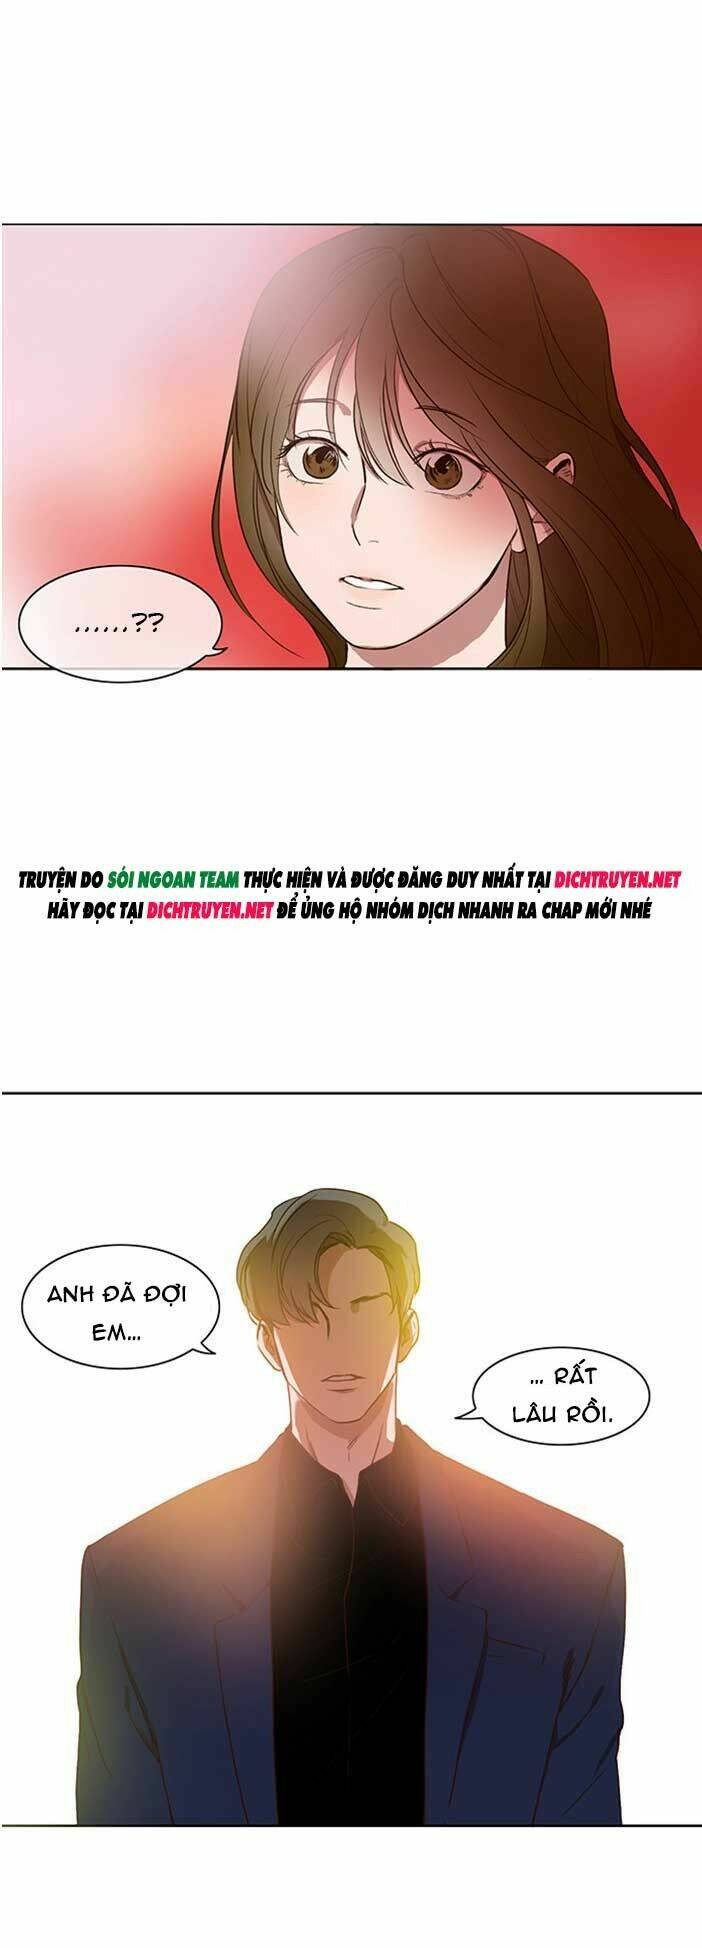 ......??
TRUYỆN DO SÓI NGOAN TEAM THỰC HIỆN VÀ ĐƯỢC ĐĂNG DUY NHẤT TẠI DICHTRUYEN.NET
HÃY ĐỌC TẠI DICHTRUYEN.NET ĐỂ ỦNG HỘ NHÓM DỊCH NHANH RA CHAP MỚI NHÉ
ANH ĐÃ ĐỢI
EM...
... RẤT
LÂU RỒI.